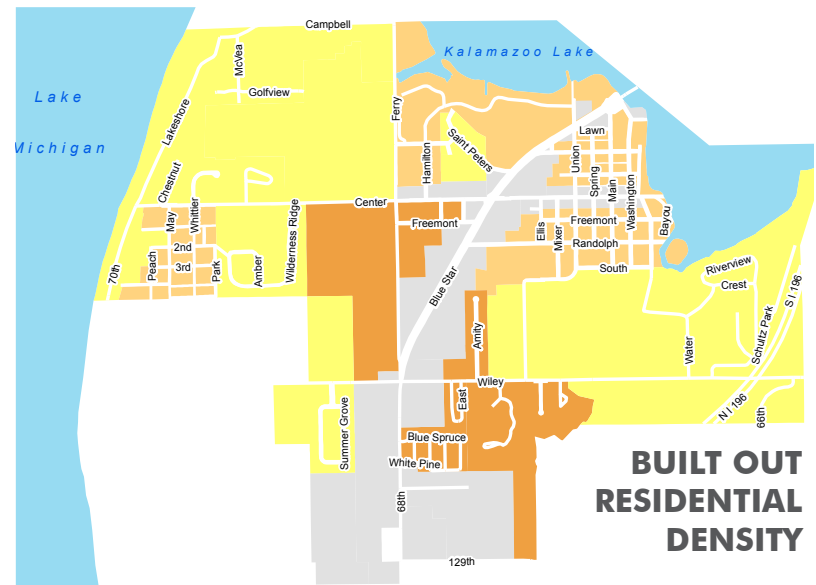 Campbell
Kalamazoo Lake
McVea
Lake
Golfview
Ferry
Lakeshore
Michigan
Saint Peters
Lawn
Union
Hamilton
Spring
Main
Washington
Chestnut
May
Whittier
Center
Wilderness Ridge
Freemont
Ellis
Mixer
Freemont
Bayou
2nd
Randolph
Peach
3rd
Park
Amber
70th
South
Riverview
Crest
Blue Star
S I 196
Schultz Park
Amity
Water
Wiley
East
N I 196
66th
Summer Grove
Blue Spruce
White Pine
68th
129th
BUILT OUT
RESIDENTIAL
DENSITY